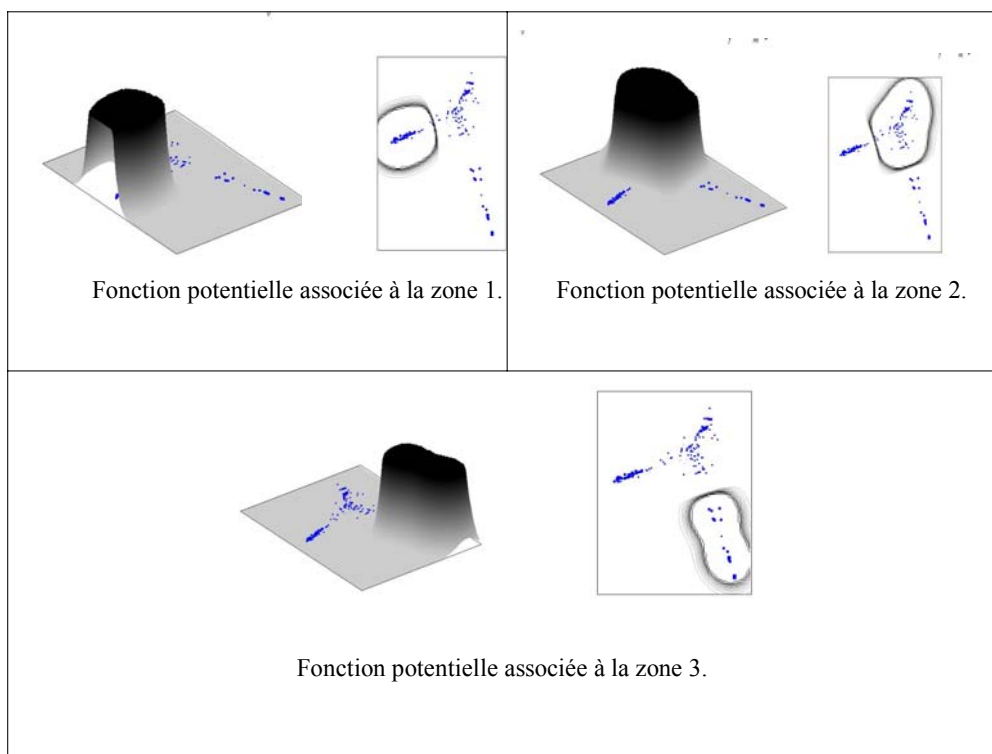 Fonction potentielle associée à la zone 1.
Fonction potentielle associée à la zone 2.
Fonction potentielle associée à la zone 3.